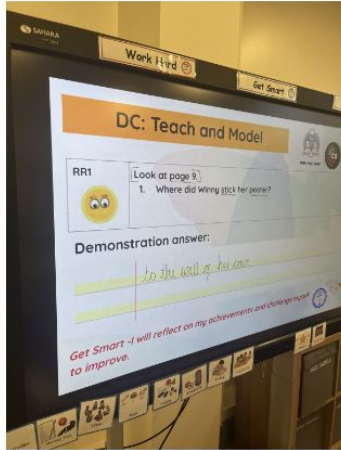 SAHARA
Work Hard
Get Smart
DC: Teach and Model
RR1
Look at page 9.
1. Where did Winny stick her poster?
Demonstration answer:
to the wall of her
Get Smart -I will reflect on my achievements and challenge myself
to improve.